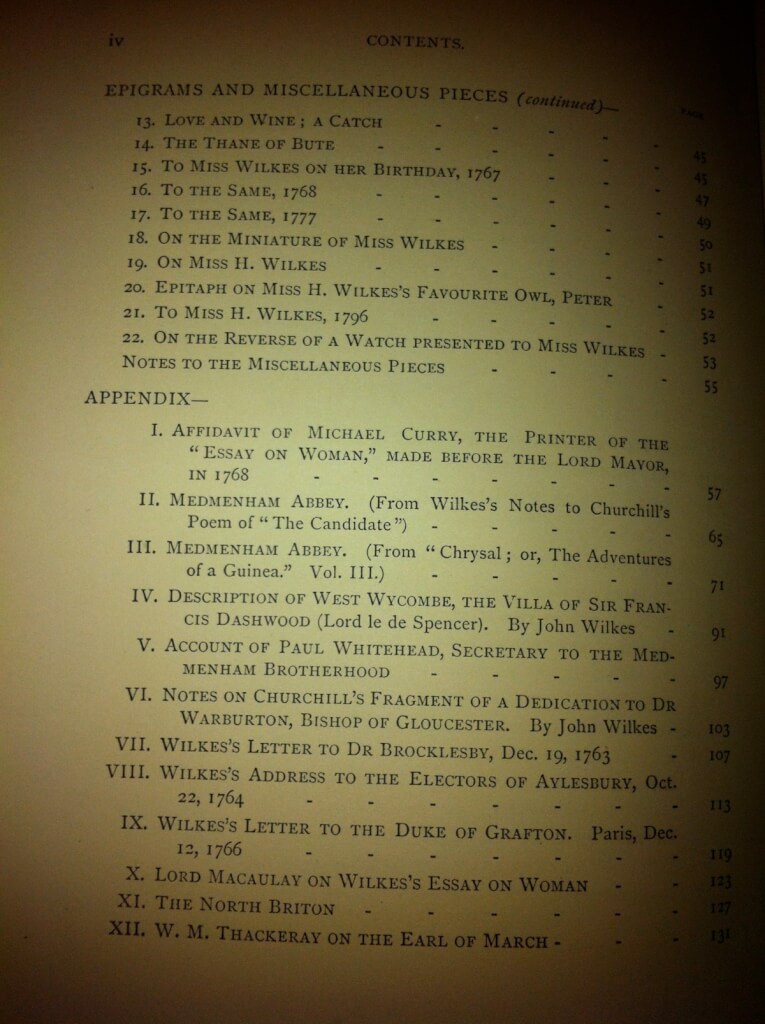 iv CONTENTS.
EPIGRAMS AND MISCELLANEOUS PIECES (continued)— PAGE
13. LOVE AND WINE; A CATCH - - - - - 45
14. THE THANE OF BUTE - - - - - - 45
15. TO MISS WILKES ON HER BIRTHDAY, 1767 - - - 47
16. TO THE SAME, 1768 - - - - - - 49
17. TO THE SAME, 1777 - - - - - - 50
18. ON THE MINIATURE OF MISS WILKES - - - - 51
19. ON MISS H. WILKES - - - - - - 51
20. EPITAPH ON MISS H. WILKES'S FAVOURITE OWL, PETER - 52
21. TO MISS H. WILKES, 1796 - - - - - 52
22. ON THE REVERSE OF A WATCH PRESENTED TO MISS WILKES - 53
NOTES TO THE MISCELLANEOUS PIECES - - - - 55
APPENDIX—
I. AFFIDAVIT OF MICHAEL CURRY, THE PRINTER OF THE
"ESSAY ON WOMAN," MADE BEFORE THE LORD MAYOR,
IN 1768 - - - - - - - 57
II. MEDMENHAM ABBEY. (From Wilkes's Notes to Churchill's
Poem of "The Candidate") - - - - - 65
III. MEDMENHAM ABBEY. (From "Chrysal; or, The Adventures
of a Guinea." Vol. III.) - - - - - 71
IV. DESCRIPTION OF WEST WYCOMBE, THE VILLA OF SIR FRAN-
CIS DASHWOOD (Lord le de Spencer). By John Wilkes - 91
V. ACCOUNT OF PAUL WHITEHEAD, SECRETARY TO THE MED-
MENHAM BROTHERHOOD - - - - - 97
VI. NOTES ON CHURCHILL'S FRAGMENT OF A DEDICATION TO DR
WARBURTON, BISHOP OF GLOUCESTER. By John Wilkes - 103
VII. WILKES'S LETTER TO DR BROCKLESBY, Dec. 19, 1763 - 107
VIII. WILKES'S ADDRESS TO THE ELECTORS OF AYLESBURY, Oct.
22, 1764 - - - - - - - 113
IX. WILKES'S LETTER TO THE DUKE OF GRAFTON. Paris, Dec.
12, 1766 - - - - - - - 119
X. LORD MACAULAY ON WILKES'S ESSAY ON WOMAN - - 123
XI. THE NORTH BRITON - - - - - - 127
XII. W. M. THACKERAY ON THE EARL OF MARCH - - - 131